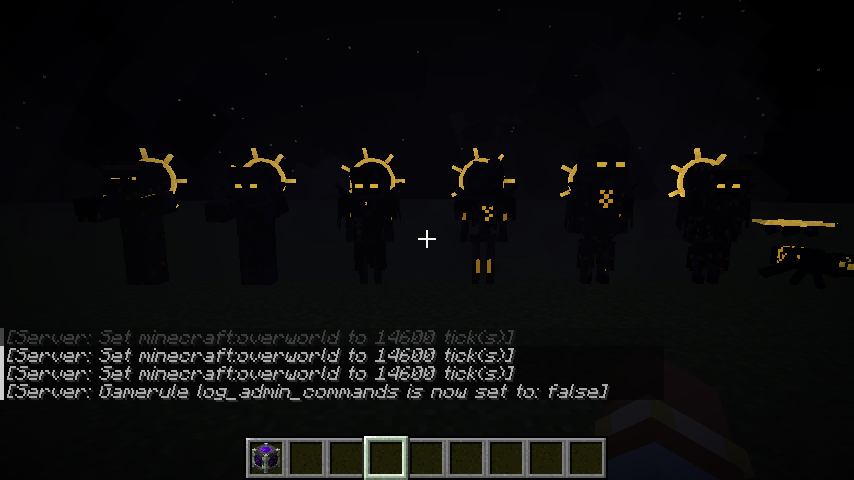 [Server: Set minecraft:overworld to 14600 tick(s)]
[Server: Set minecraft:overworld to 14600 tick(s)]
[Server: Set minecraft:overworld to 14600 tick(s)]
[Server: Gamerule log_admin_commands is now set to: false]